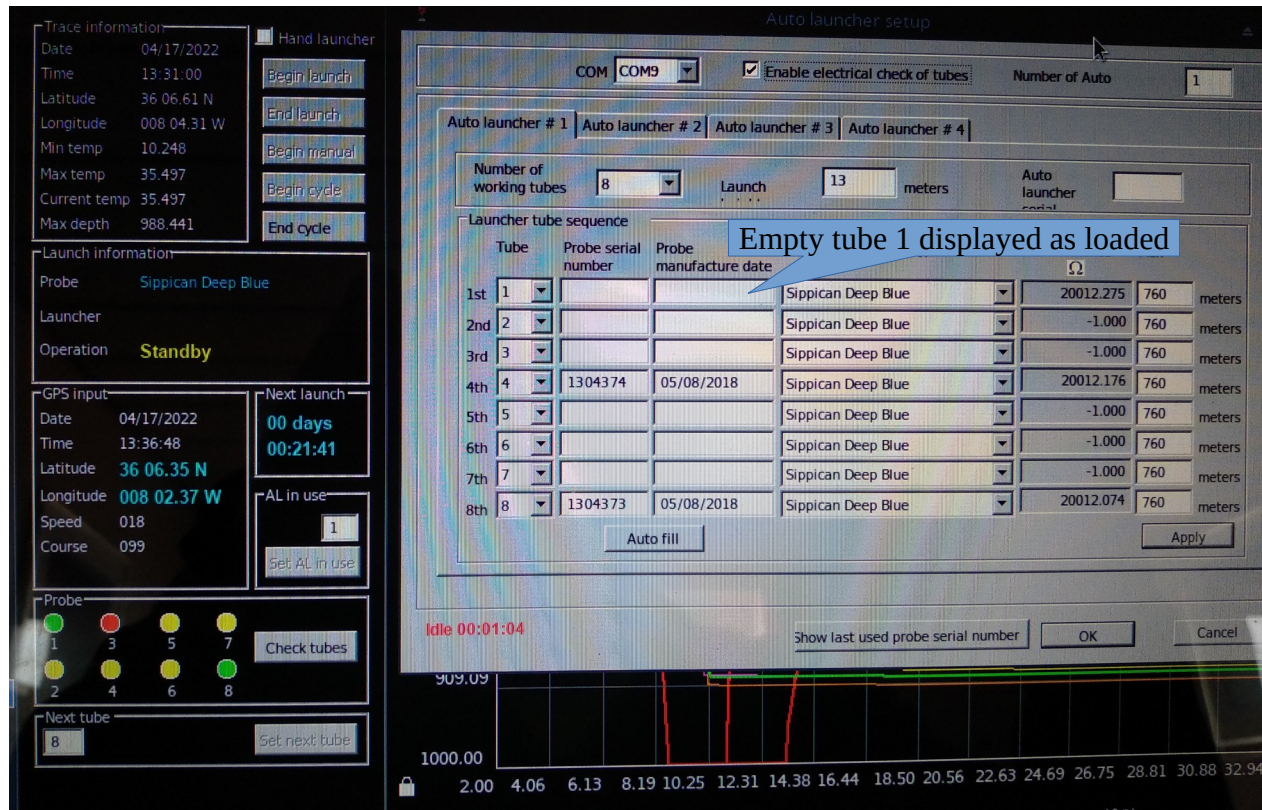 Trace information
Date 04/17/2022
Time 13:31:00
Latitude 36 06.61 N
Longitude 008 04.31 W
Min temp 10.248
Max temp 35.497
Current temp 35.497
Max depth 988.441
Hand launcher
Begin launch
End launch
Begin manual
Begin cycle
End cycle
Launch information
Probe Sippican Deep Blue
Launcher
Operation Standby
GPS input
Date 04/17/2022
Time 13:36:48
Latitude 36 06.35 N
Longitude 008 02.37 W
Speed 018
Course 099
Next launch
00 days
00:21:41
AL in use
1
Set AL in use
Probe
1 3 5 7
Check tubes
2 4 6 8
Next tube
8
Set next tube
Auto launcher setup
COM COM9 Enable electrical check of tubes Number of Auto 1
Auto launcher # 1 Auto launcher # 2 Auto launcher # 3 Auto launcher # 4
Number of
working tubes 8 Launch 13 meters
Auto
launcher
Launcher tube sequence
Empty tube 1 displayed as loaded
Tube Probe serial
number
Probe
manufacture date
Ω
1st 1 Sippican Deep Blue 20012.275 760 meters
2nd 2 Sippican Deep Blue -1.000 760 meters
3rd 3 Sippican Deep Blue -1.000 760 meters
4th 4 1304374 05/08/2018 Sippican Deep Blue 20012.176 760 meters
5th 5 Sippican Deep Blue -1.000 760 meters
6th 6 Sippican Deep Blue -1.000 760 meters
7th 7 Sippican Deep Blue -1.000 760 meters
8th 8 1304373 05/08/2018 Sippican Deep Blue 20012.074 760 meters
Auto fill
Apply
Idle 00:01:04
Show last used probe serial number
OK
Cancel
909.09
1000.00
2.00 4.06 6.13 8.19 10.25 12.31 14.38 16.44 18.50 20.56 22.63 24.69 26.75 28.81 30.88 32.94